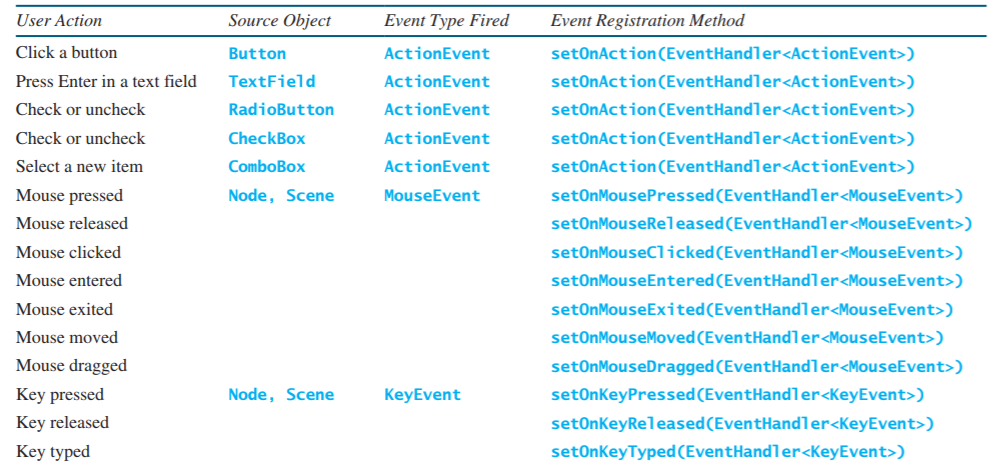 User Action Source Object Event Type Fired Event Registration Method
Click a button Button ActionEvent setOnAction(EventHandler<ActionEvent>)
Press Enter in a text field TextField ActionEvent setOnAction(EventHandler<ActionEvent>)
Check or uncheck RadioButton ActionEvent setOnAction(EventHandler<ActionEvent>)
Check or uncheck CheckBox ActionEvent setOnAction(EventHandler<ActionEvent>)
Select a new item ComboBox ActionEvent setOnAction(EventHandler<ActionEvent>)
Mouse pressed Node, Scene MouseEvent setOnMousePressed(EventHandler<MouseEvent>)
Mouse released setOnMouseReleased(EventHandler<MouseEvent>)
Mouse clicked setOnMouseClicked(EventHandler<MouseEvent>)
Mouse entered setOnMouseEntered(EventHandler<MouseEvent>)
Mouse exited setOnMouseExited(EventHandler<MouseEvent>)
Mouse moved setOnMouseMoved(EventHandler<MouseEvent>)
Mouse dragged setOnMouseDragged(EventHandler<MouseEvent>)
Key pressed Node, Scene KeyEvent setOnKeyPressed(EventHandler<KeyEvent>)
Key released setOnKeyReleased(EventHandler<KeyEvent>)
Key typed setOnKeyTyped(EventHandler<KeyEvent>)